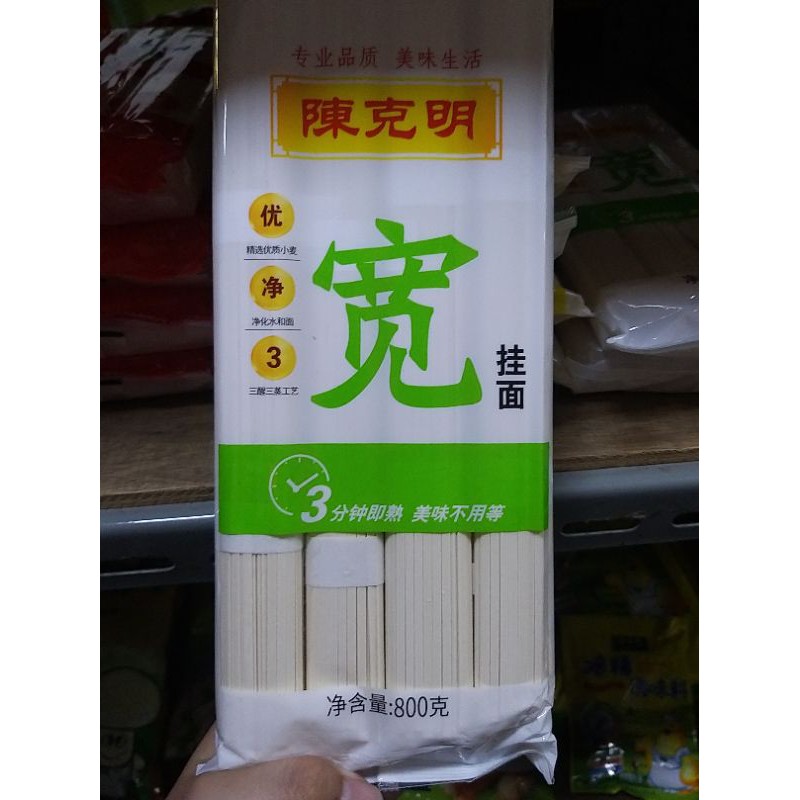 专业品质 美味生活
陳克明
优
精选优质小麦
净
净化水和面
3
三醒三蒸工艺
宽
挂面
3分钟即熟 美味不用等
净含量:800克
宽
3